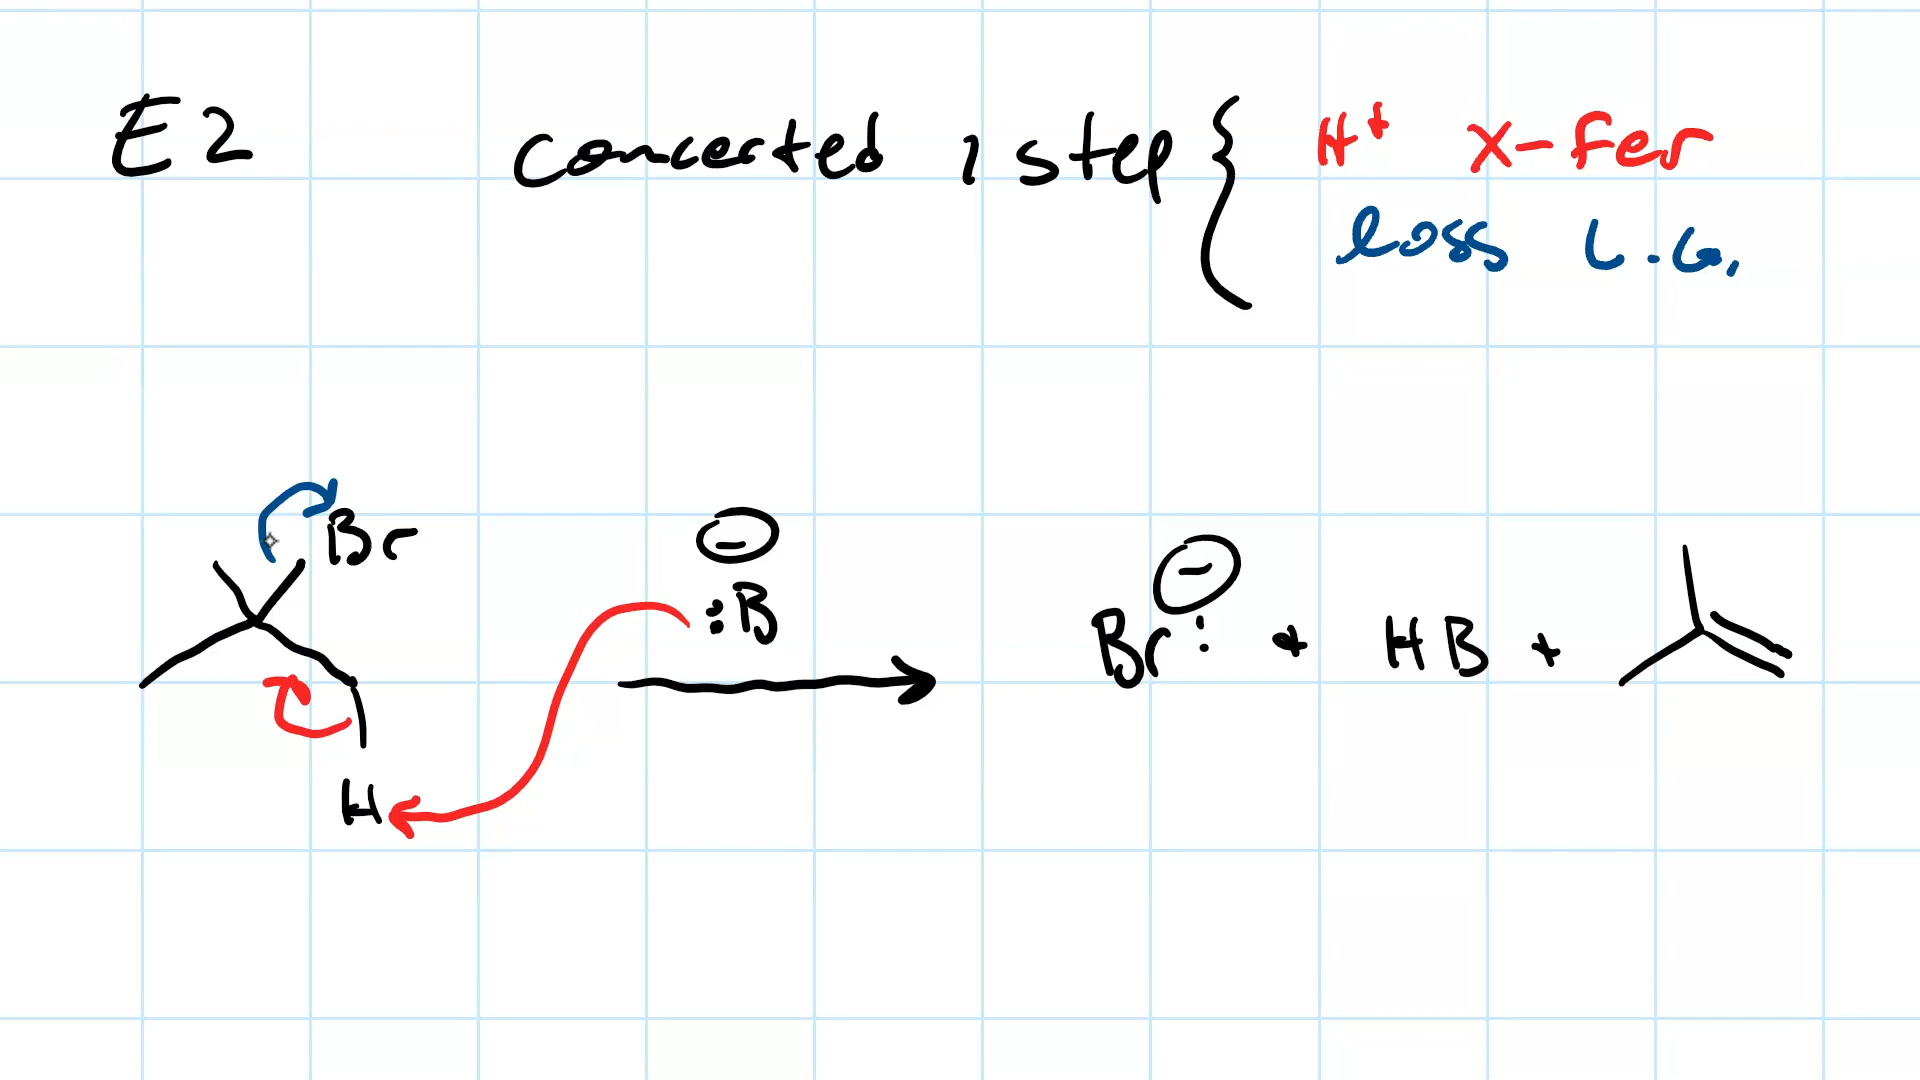 E2 concerted 1 step { H+ x-fer
loss L.G.
Br
⊖
:B
H
⊖
Br: + HB +